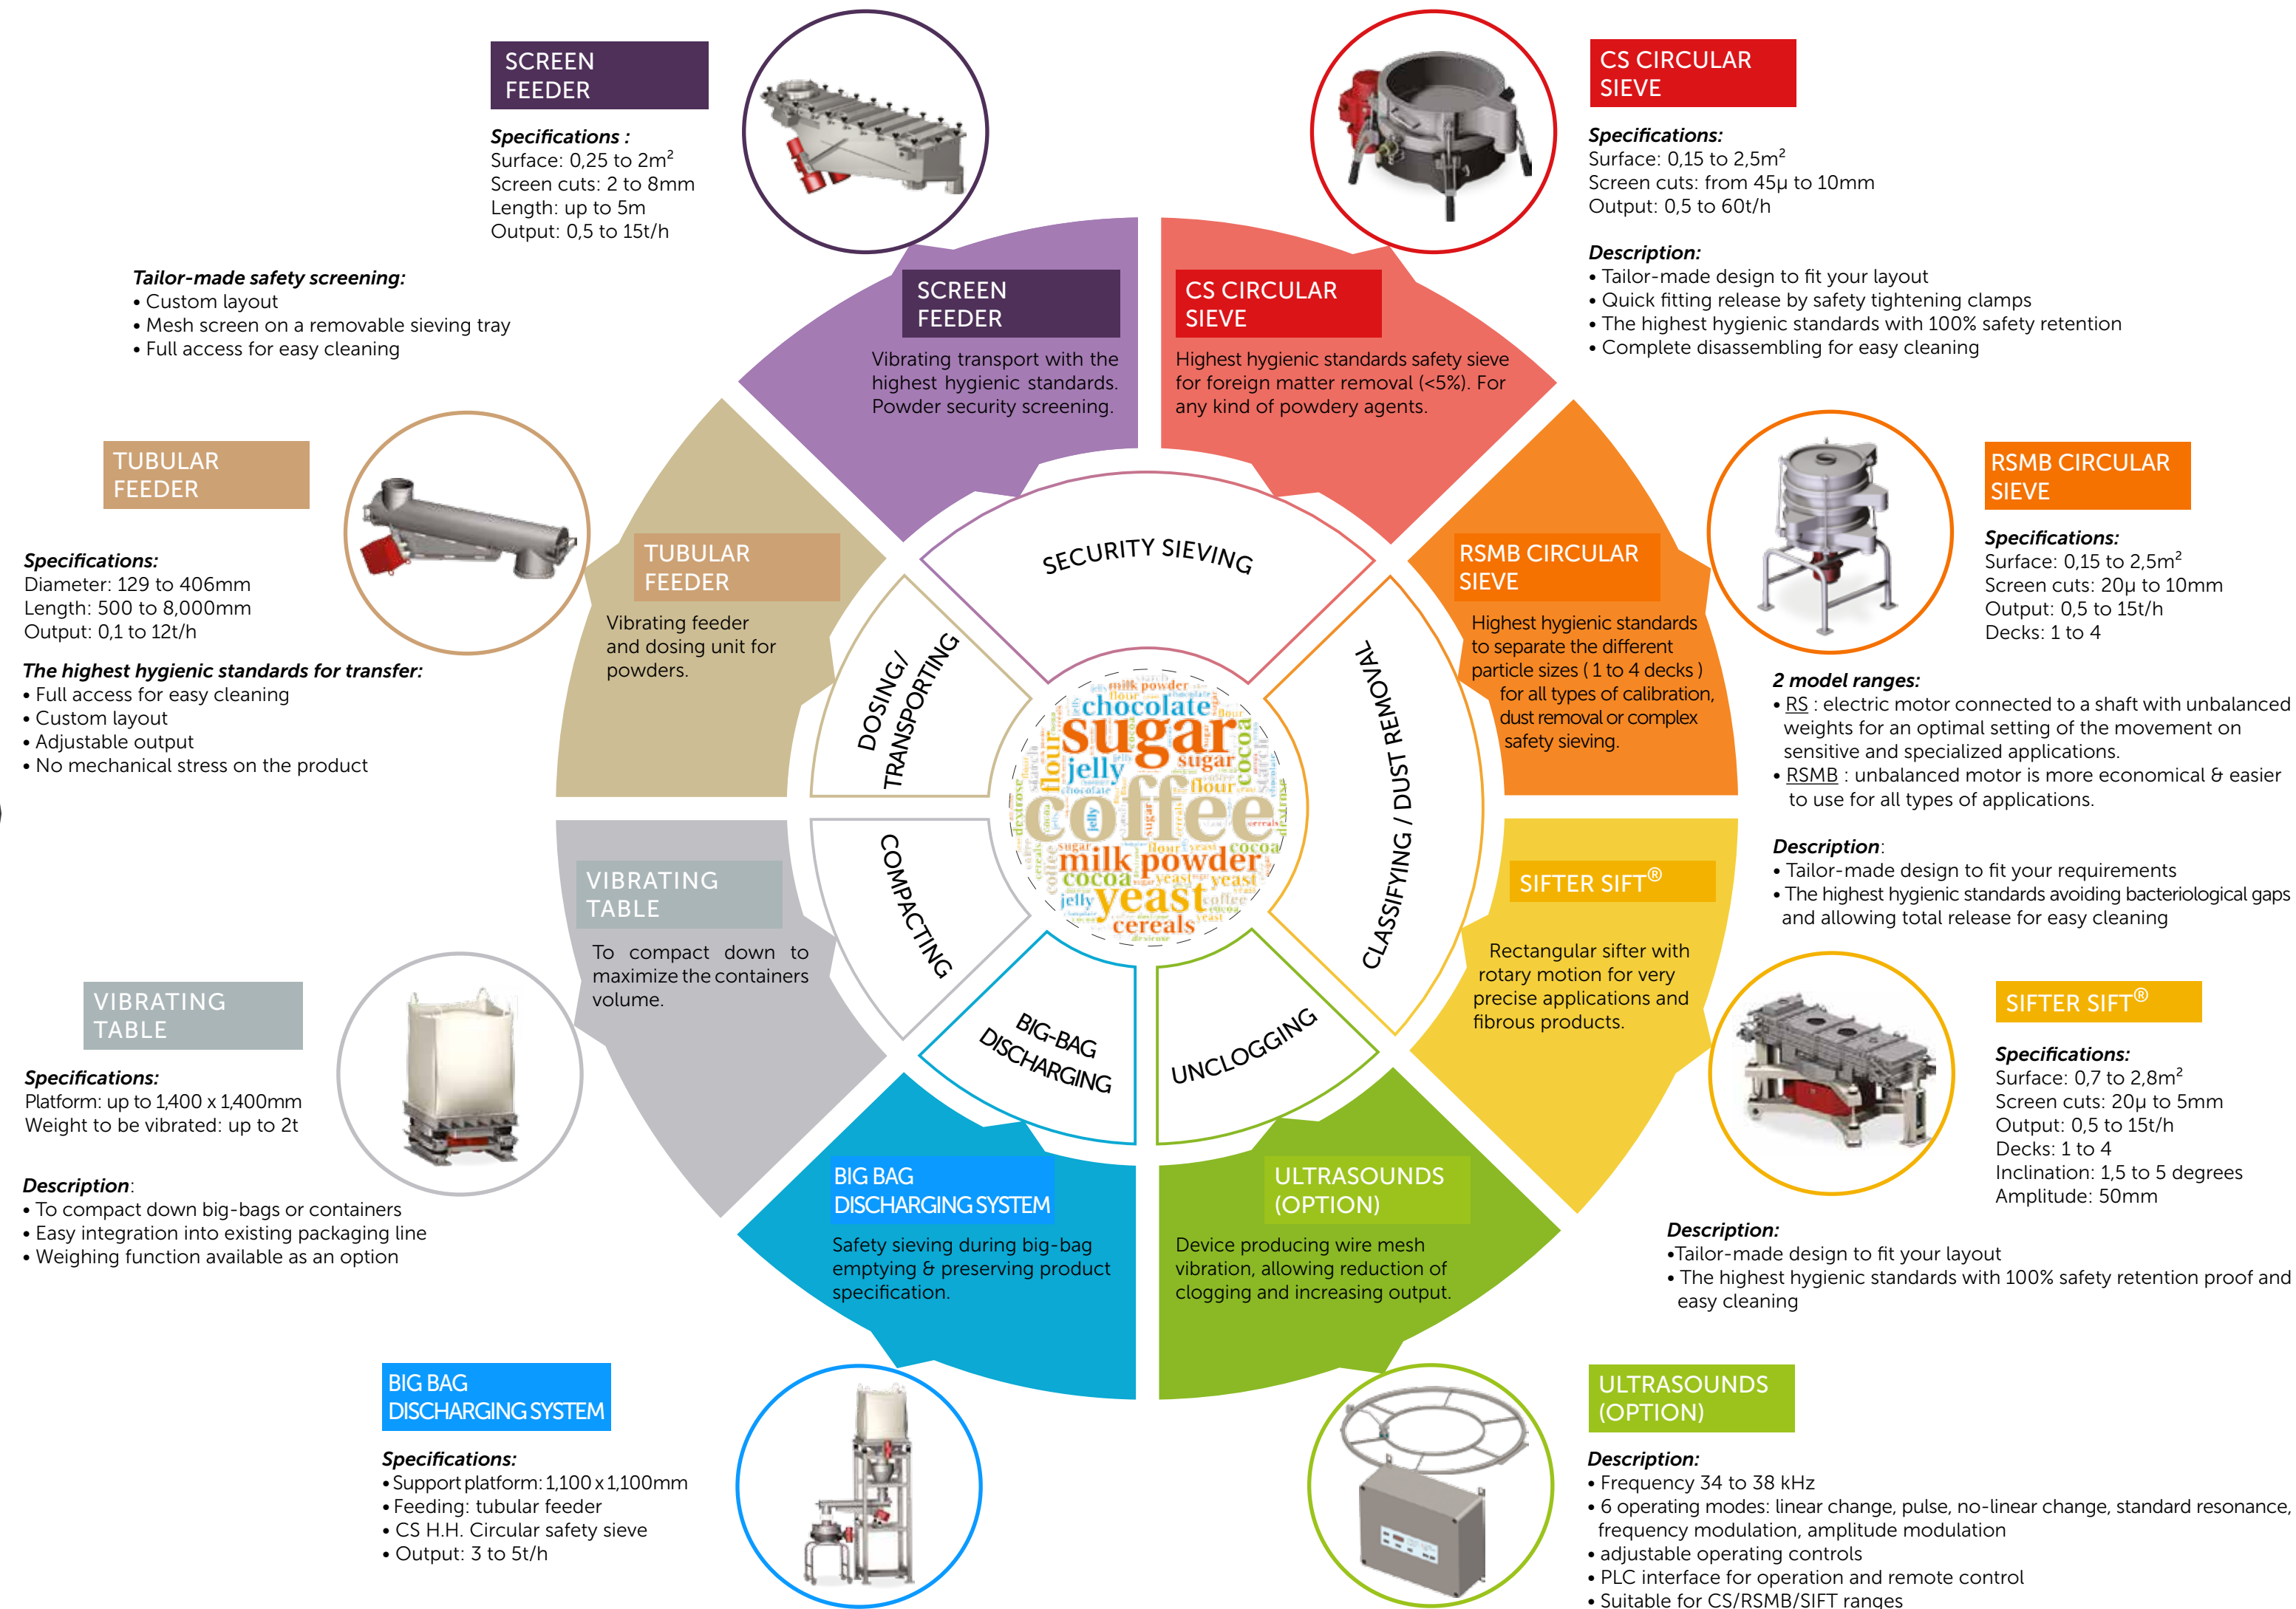 SCREEN
FEEDER
Specifications :
Surface: 0,25 to 2m²
Screen cuts: 2 to 8mm
Length: up to 5m
Output: 0,5 to 15t/h
Tailor-made safety screening:
• Custom layout
• Mesh screen on a removable sieving tray
• Full access for easy cleaning
CS CIRCULAR
SIEVE
Specifications:
Surface: 0,15 to 2,5m²
Screen cuts: from 45µ to 10mm
Output: 0,5 to 60t/h
Description:
• Tailor-made design to fit your layout
• Quick fitting release by safety tightening clamps
• The highest hygienic standards with 100% safety retention
• Complete disassembling for easy cleaning
SCREEN
FEEDER
Vibrating transport with the
highest hygienic standards.
Powder security screening.
CS CIRCULAR
SIEVE
Highest hygienic standards safety sieve
for foreign matter removal (<5%). For
any kind of powdery agents.
TUBULAR
FEEDER
Specifications:
Diameter: 129 to 406mm
Length: 500 to 8,000mm
Output: 0,1 to 12t/h
The highest hygienic standards for transfer:
• Full access for easy cleaning
• Custom layout
• Adjustable output
• No mechanical stress on the product
TUBULAR
FEEDER
Vibrating feeder
and dosing unit for
powders.
SECURITY SIEVING
DOSING/
TRANSPORTING
CLASSIFYING / DUST REMOVAL
COMPACTING
BIG-BAG
DISCHARGING
UNCLOGGING
milk powder
chocolate
sugar
flour
jelly
sugar
cocoa
flour
coffee
dextrose
jelly
sugar
cereals
dextrose
sugar
flour
yeast
cocoa
milk powder
cocoa
yeast
yeast
jelly
yeast
coffee
cereals
yeast
dextrose
RSMB CIRCULAR
SIEVE
Highest hygienic standards
to separate the different
particle sizes ( 1 to 4 decks )
for all types of calibration,
dust removal or complex
safety sieving.
RSMB CIRCULAR
SIEVE
Specifications:
Surface: 0,15 to 2,5m²
Screen cuts: 20µ to 10mm
Output: 0,5 to 15t/h
Decks: 1 to 4
2 model ranges:
• RS : electric motor connected to a shaft with unbalanced
weights for an optimal setting of the movement on
sensitive and specialized applications.
• RSMB : unbalanced motor is more economical & easier
to use for all types of applications.
Description:
• Tailor-made design to fit your requirements
• The highest hygienic standards avoiding bacteriological gaps
and allowing total release for easy cleaning
VIBRATING
TABLE
To compact down to
maximize the containers
volume.
SIFTER SIFT®
Rectangular sifter with
rotary motion for very
precise applications and
fibrous products.
VIBRATING
TABLE
Specifications:
Platform: up to 1,400 x 1,400mm
Weight to be vibrated: up to 2t
Description:
• To compact down big-bags or containers
• Easy integration into existing packaging line
• Weighing function available as an option
SIFTER SIFT®
Specifications:
Surface: 0,7 to 2,8m²
Screen cuts: 20µ to 5mm
Output: 0,5 to 15t/h
Decks: 1 to 4
Inclination: 1,5 to 5 degrees
Amplitude: 50mm
Description:
•Tailor-made design to fit your layout
• The highest hygienic standards with 100% safety retention proof and
easy cleaning
BIG BAG
DISCHARGING SYSTEM
Safety sieving during big-bag
emptying & preserving product
specification.
ULTRASOUNDS
(OPTION)
Device producing wire mesh
vibration, allowing reduction of
clogging and increasing output.
BIG BAG
DISCHARGING SYSTEM
Specifications:
• Support platform: 1,100 x 1,100mm
• Feeding: tubular feeder
• CS H.H. Circular safety sieve
• Output: 3 to 5t/h
ULTRASOUNDS
(OPTION)
Description:
• Frequency 34 to 38 kHz
• 6 operating modes: linear change, pulse, no-linear change, standard resonance,
frequency modulation, amplitude modulation
• adjustable operating controls
• PLC interface for operation and remote control
• Suitable for CS/RSMB/SIFT ranges